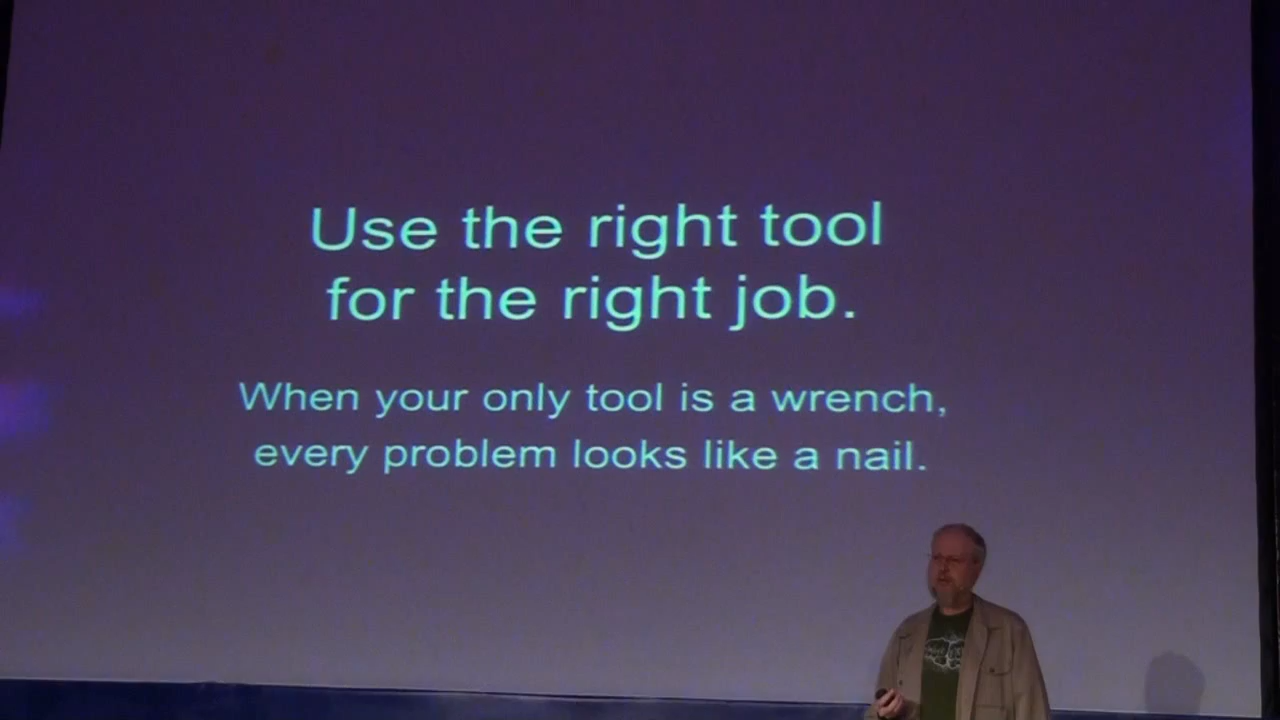 Use the right tool
for the right job.
When your only tool is a wrench,
every problem looks like a nail.